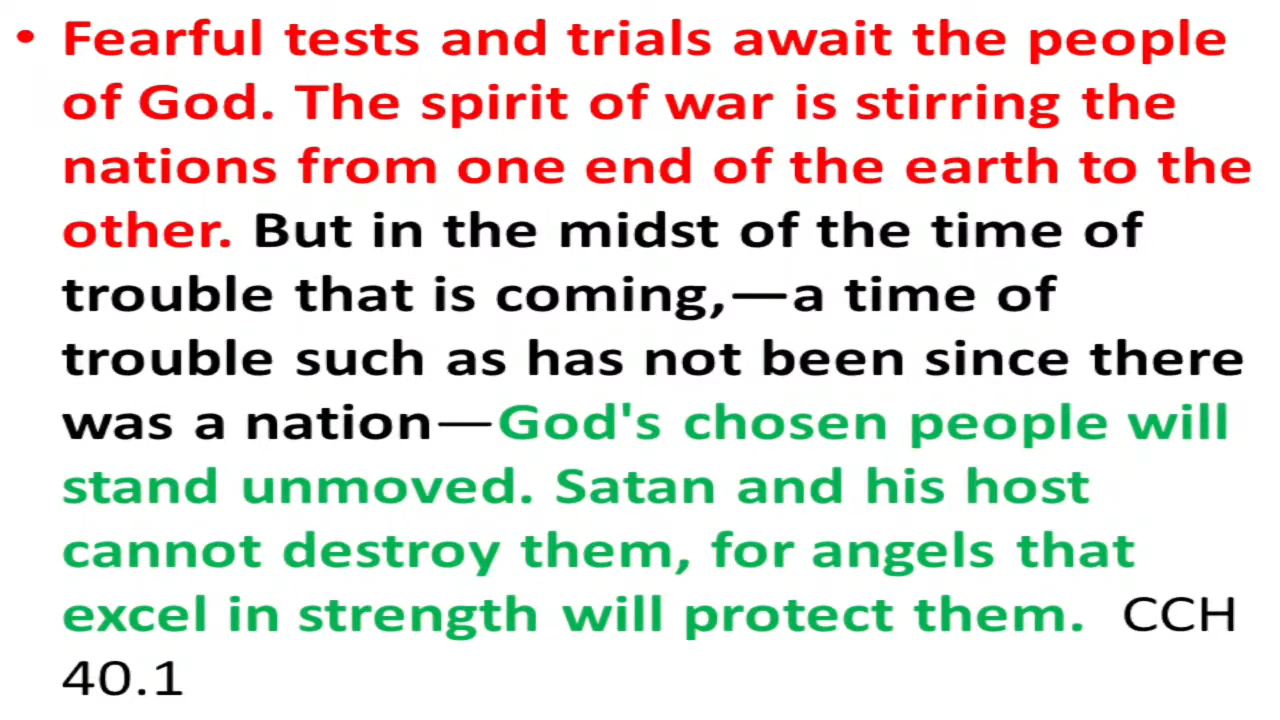 • Fearful tests and trials await the people
of God. The spirit of war is stirring the
nations from one end of the earth to the
other. But in the midst of the time of
trouble that is coming,—a time of
trouble such as has not been since there
was a nation—God's chosen people will
stand unmoved. Satan and his host
cannot destroy them, for angels that
excel in strength will protect them. CCH
40.1